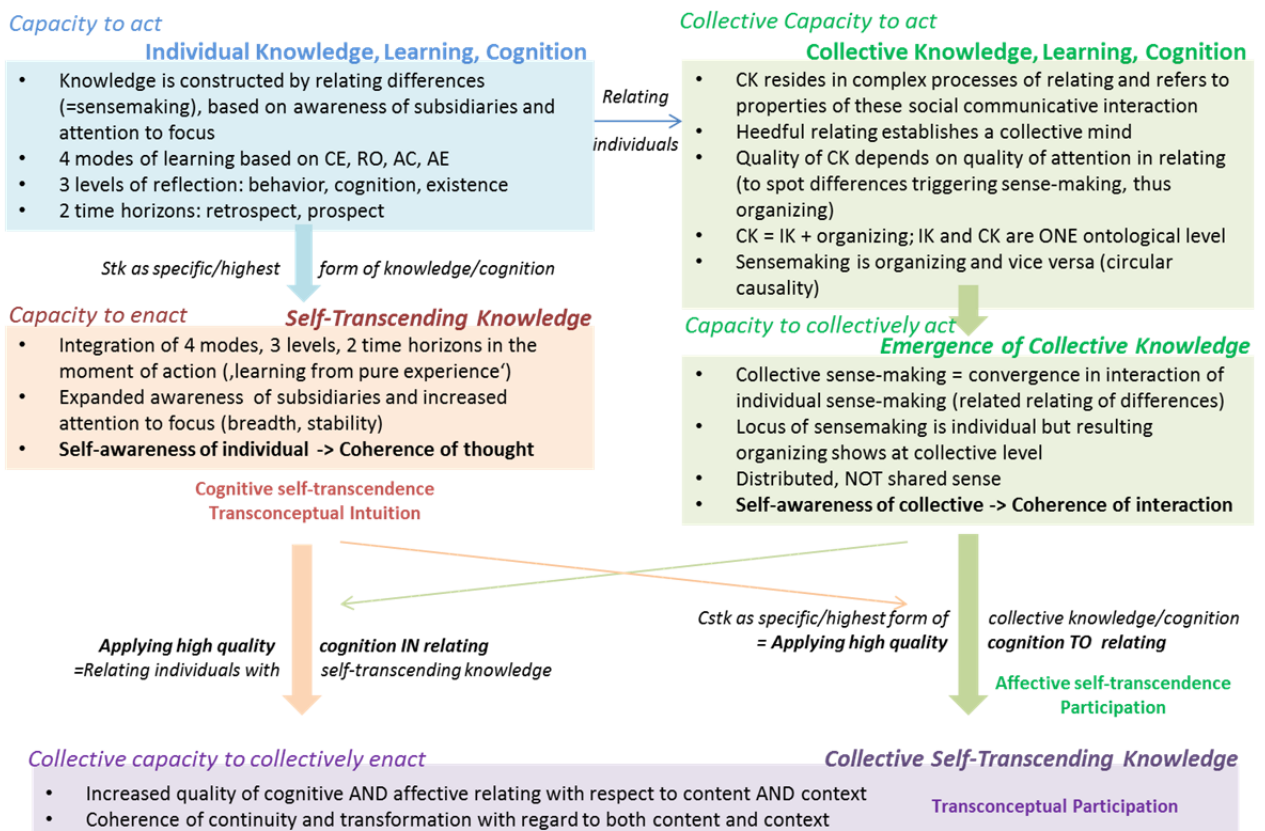 Capacity to act
Individual Knowledge, Learning, Cognition
• Knowledge is constructed by relating differences
(=sensemaking), based on awareness of subsidiaries and
attention to focus
• 4 modes of learning based on CE, RO, AC, AE
• 3 levels of reflection: behavior, cognition, existence
• 2 time horizons: retrospect, prospect
Relating
individuals
Collective Capacity to act
Collective Knowledge, Learning, Cognition
• CK resides in complex processes of relating and refers to
properties of these social communicative interaction
• Heedful relating establishes a collective mind
• Quality of CK depends on quality of attention in relating
(to spot differences triggering sense-making, thus
organizing)
• CK = IK + organizing; IK and CK are ONE ontological level
• Sensemaking is organizing and vice versa (circular
causality)
Stk as specific/highest form of knowledge/cognition
Capacity to enact
Self-Transcending Knowledge
• Integration of 4 modes, 3 levels, 2 time horizons in the
moment of action (‚learning from pure experience‘)
• Expanded awareness of subsidiaries and increased
attention to focus (breadth, stability)
• Self-awareness of individual -> Coherence of thought
Cognitive self-transcendence
Transconceptual Intuition
Capacity to collectively act
Emergence of Collective Knowledge
• Collective sense-making = convergence in interaction of
individual sense-making (related relating of differences)
• Locus of sensemaking is individual but resulting
organizing shows at collective level
• Distributed, NOT shared sense
• Self-awareness of collective -> Coherence of interaction
Applying high quality cognition IN relating
=Relating individuals with self-transcending knowledge
Cstk as specific/highest form of collective knowledge/cognition
= Applying high quality cognition TO relating
Affective self-transcendence
Participation
Collective capacity to collectively enact
Collective Self-Transcending Knowledge
• Increased quality of cognitive AND affective relating with respect to content AND context
• Coherence of continuity and transformation with regard to both content and context
Transconceptual Participation